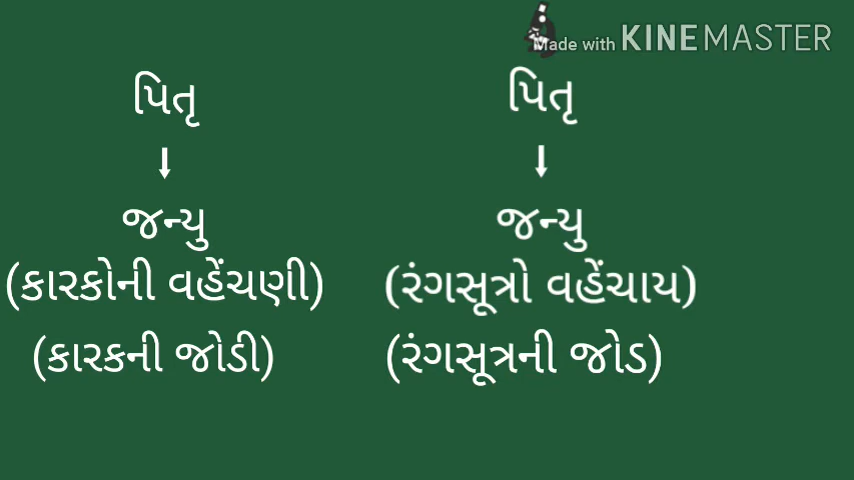 Made with KINEMASTER
પિતૃ
↓
જન્યુ
(કારકોની વહેંચણી)
(કારકની જોડી)
પિતૃ
↓
જન્યુ
(રંગસૂત્રો વહેંચાય)
(રંગસૂત્રની જોડ)